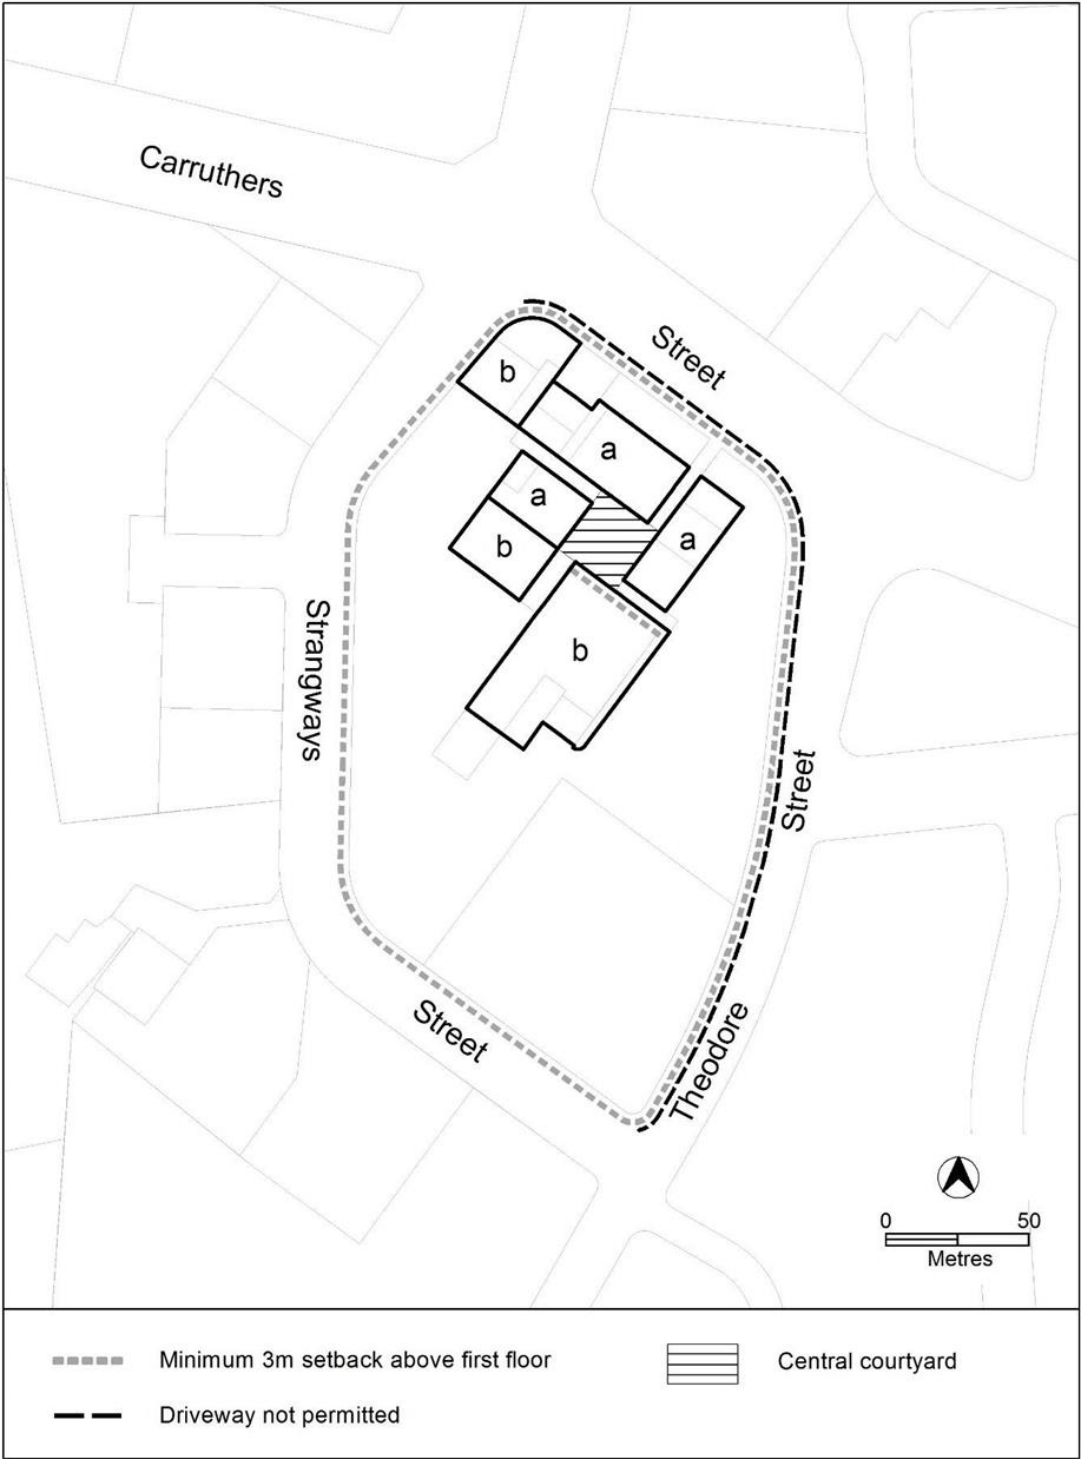 Carruthers
Street
b
a
a
a
b
b
Strangways
Street
Street
Theodore
0 50
Metres
Minimum 3m setback above first floor
Central courtyard
Driveway not permitted